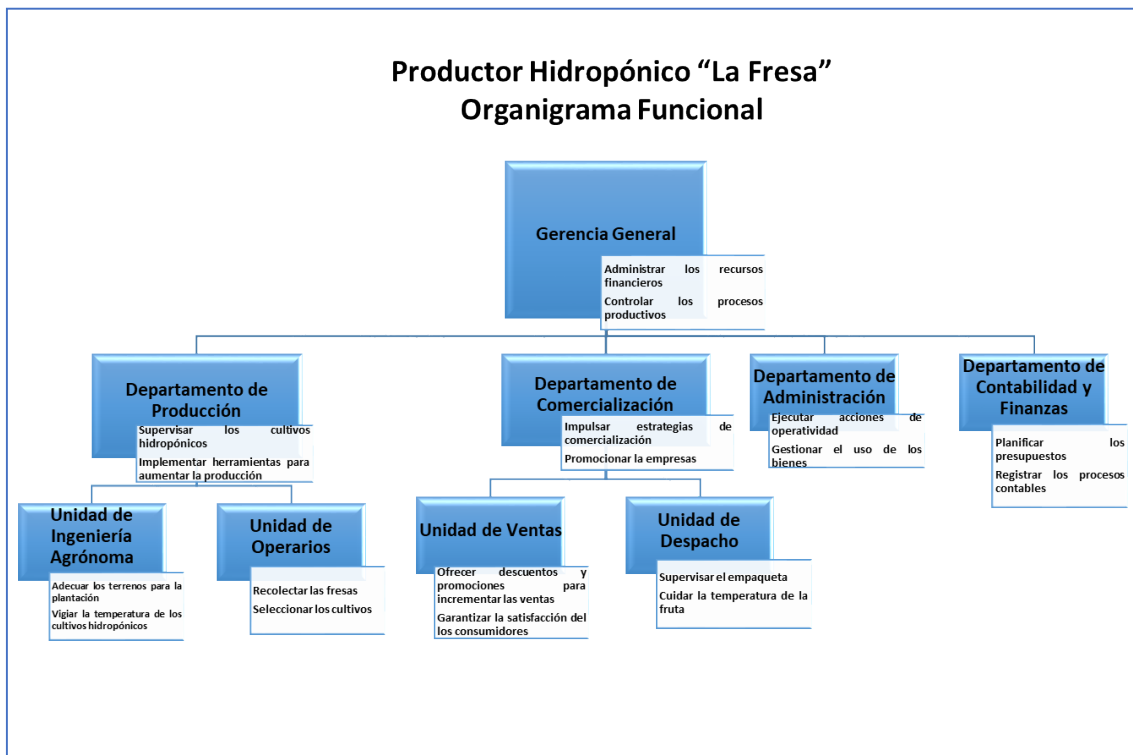 Productor Hidropónico “La Fresa”
Organigrama Funcional
Gerencia General
Administrar los recursos
financieros
Controlar los procesos
productivos
Departamento de
Producción
Supervisar los cultivos
hidropónicos
Implementar herramientas para
aumentar la producción
Departamento de
Comercialización
Impulsar estrategias de
comercialización
Promocionar la empresas
Departamento de
Administración
Ejecutar acciones de
operatividad
Gestionar el uso de los
bienes
Departamento de
Contabilidad y
Finanzas
Planificar los
presupuestos
Registrar los procesos
contables
Unidad de
Ingeniería
Agrónoma
Adecuar los terrenos para la
plantación
Vigiar la temperatura de los
cultivos hidropónicos
Unidad de
Operarios
Recolectar las fresas
Seleccionar los cultivos
Unidad de Ventas
Ofrecer descuentos y
promociones para
incrementar las ventas
Garantizar la satisfacción del
los consumidores
Unidad de
Despacho
Supervisar el empaqueta
Cuidar la temperatura de la
fruta